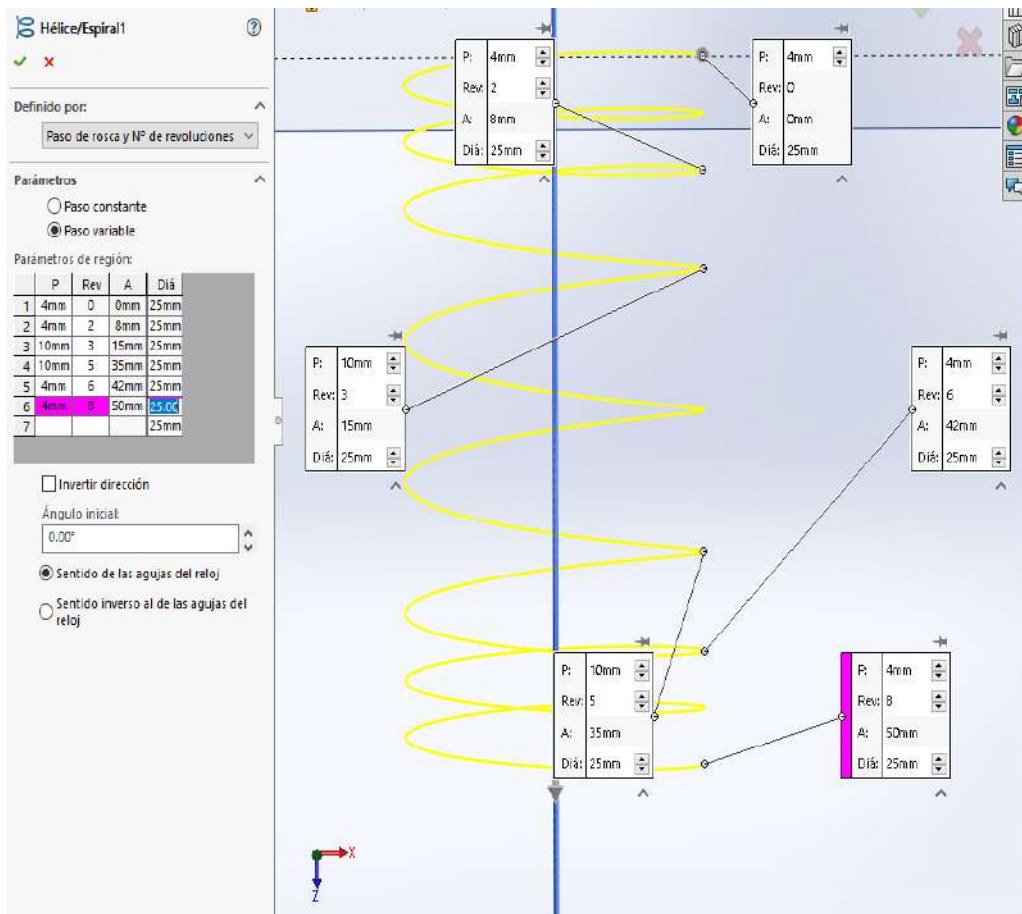 Hélice/Espiral1
Definido por:
Paso de rosca y Nº de revoluciones
Parámetros
Paso constante
Paso variable
Parámetros de región:
P Rev A Diá
1 4mm 0 0mm 25mm
2 4mm 2 8mm 25mm
3 10mm 3 15mm 25mm
4 10mm 5 35mm 25mm
5 4mm 6 42mm 25mm
6 4mm 8 50mm 25.00
7 25mm
Invertir dirección
Ángulo inicial:
0.00°
Sentido de las agujas del reloj
Sentido inverso al de las agujas del
reloj
P: 4mm
Rev: 2
A: 8mm
Diá: 25mm
P: 4mm
Rev: 0
A: 0mm
Diá: 25mm
P: 10mm
Rev: 3
A: 15mm
Diá: 25mm
P: 4mm
Rev: 6
A: 42mm
Diá: 25mm
P: 10mm
Rev: 5
A: 35mm
Diá: 25mm
P: 4mm
Rev: 8
A: 50mm
Diá: 25mm
X
Z